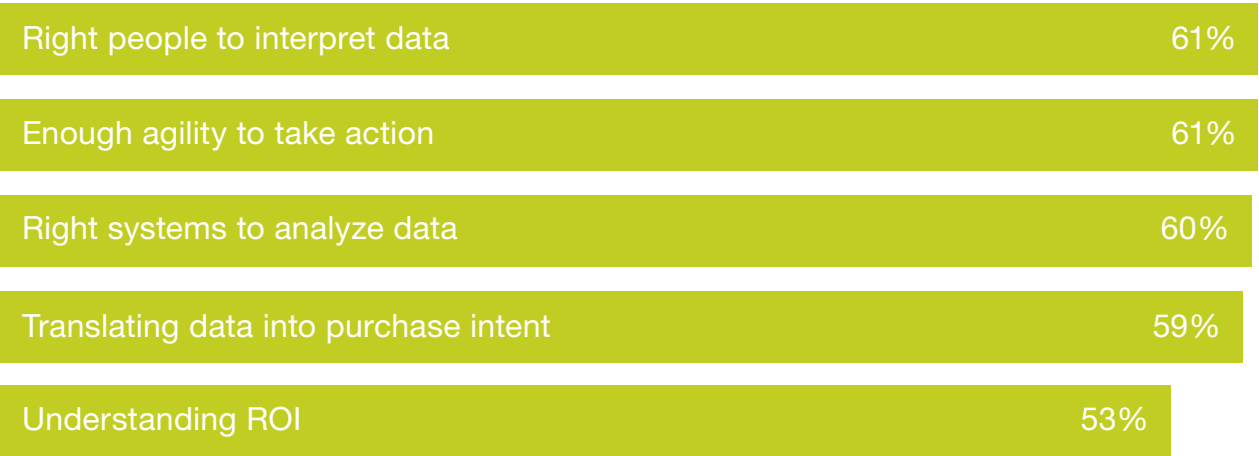 Right people to interpret data 61%
Enough agility to take action 61%
Right systems to analyze data 60%
Translating data into purchase intent 59%
Understanding ROI 53%